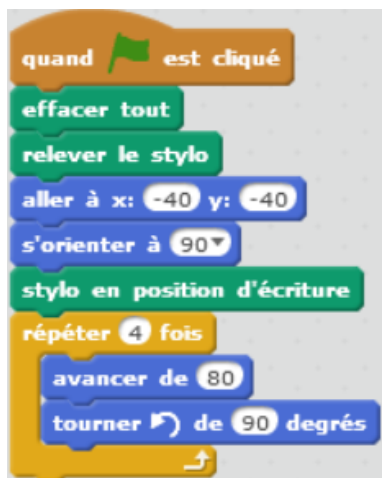 quand est cliqué
effacer tout
relever le stylo
aller à x: -40 y: -40
s'orienter à 90
stylo en position d'écriture
répéter 4 fois
avancer de 80
tourner de 90 degrés